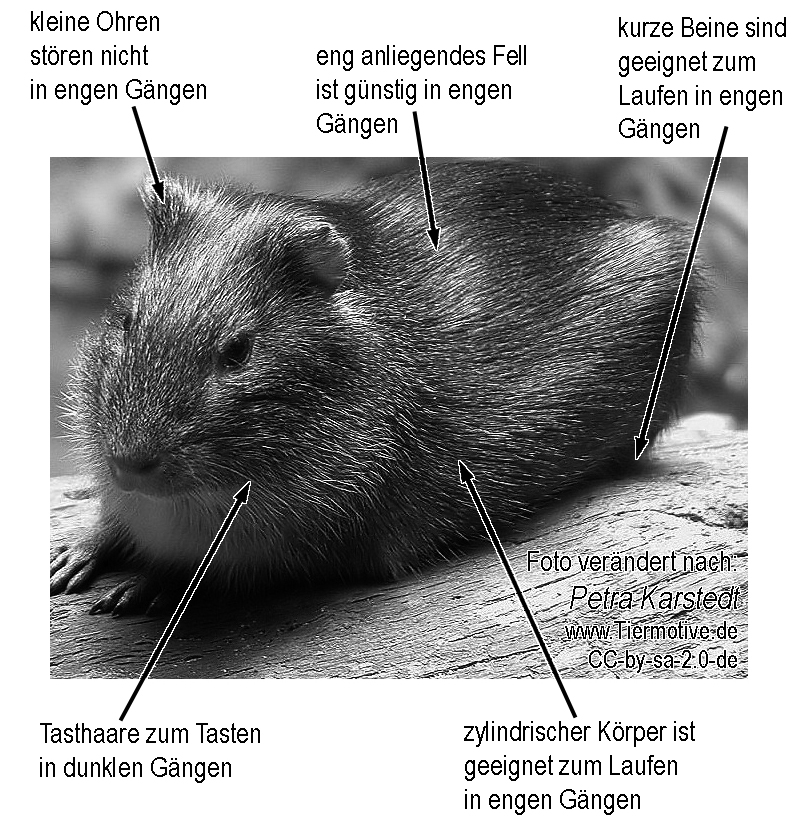 kleine Ohren
stören nicht
in engen Gängen
eng anliegendes Fell
ist günstig in engen
Gängen
kurze Beine sind
geeignet zum
Laufen in engen
Gängen
Foto verändert nach:
Petra Karstedt
www.Tiermotive.de
CC-by-sa-2.0-de
Tasthaare zum Tasten
in dunklen Gängen
zylindrischer Körper ist
geeignet zum Laufen
in engen Gängen